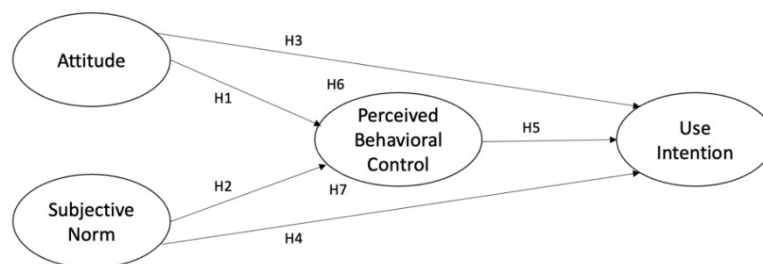 Attitude
H3
H6
H1
Perceived
Behavioral
Control
H5
Use
Intention
H2
H7
Subjective
Norm
H4